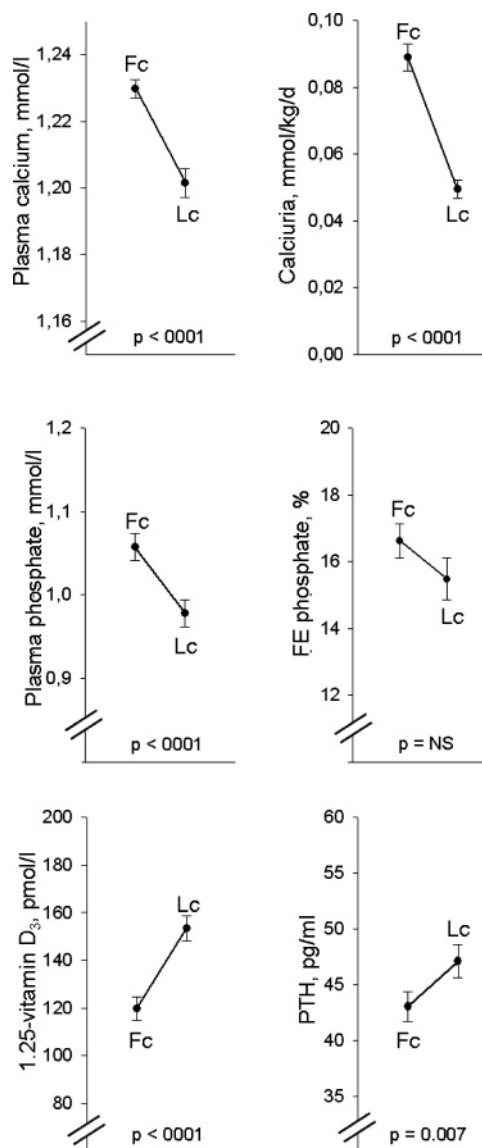 Plasma calcium, mmol/l
1,24
1,22
1,20
1,18
1,16
Fc
Lc
p < 0001
Calciuria, mmol/kg/d
0,10
0,08
0,06
0,04
0,02
0,00
Fc
Lc
p < 0001
Plasma phosphate, mmol/l
1,2
1,1
1,0
0,9
Fc
Lc
p < 0001
FE phosphate, %
20
18
16
14
12
Fc
Lc
p = NS
1.25-vitamin D₃, pmol/l
200
180
160
140
120
100
80
Lc
Fc
p < 0001
PTH, pg/ml
60
55
50
45
40
35
Lc
Fc
p = 0.007